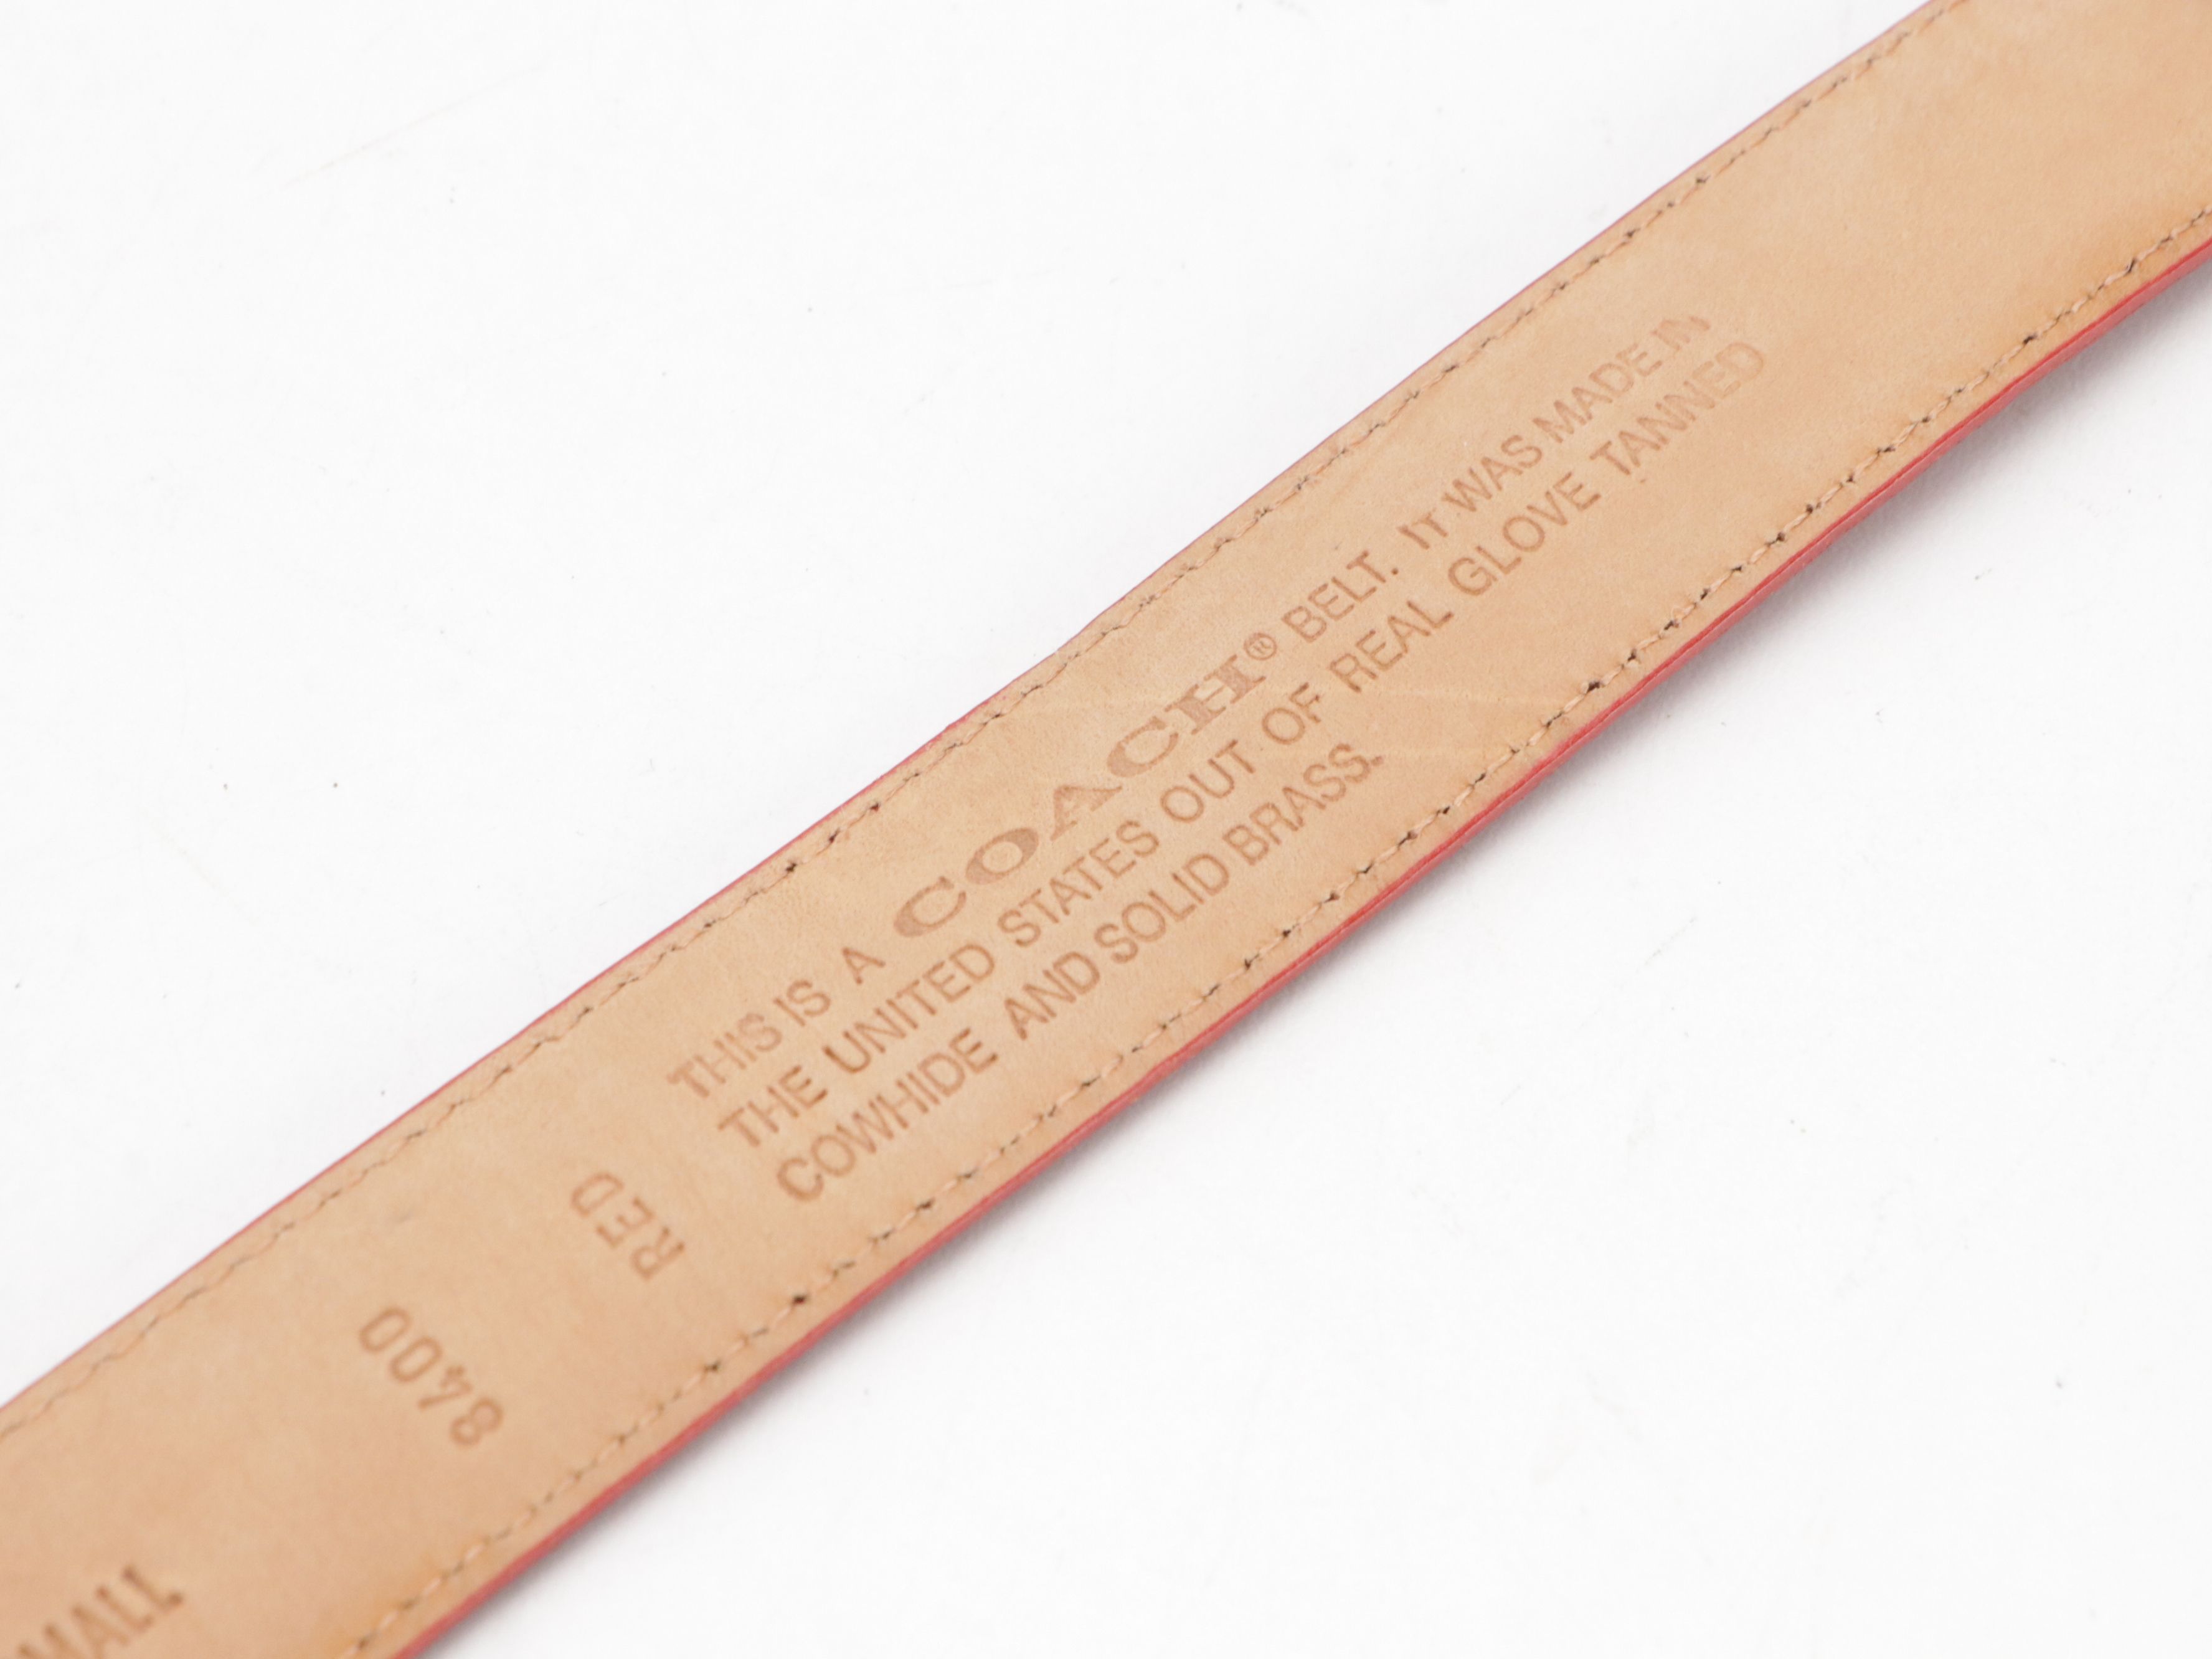 THIS IS A COACH® BELT. IT WAS MADE IN
THE UNITED STATES OUT OF REAL GLOVE TANNED
COWHIDE AND SOLID BRASS.
RED
8400